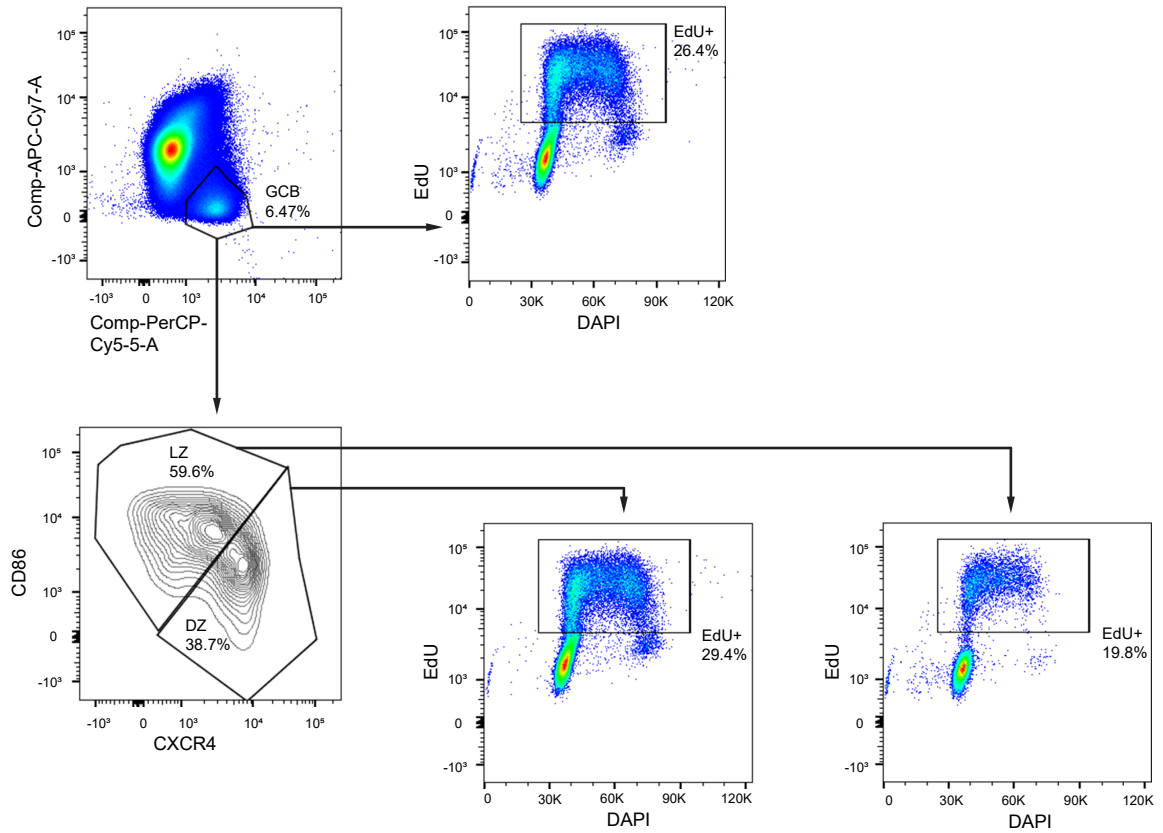 Comp-APC-Cy7-A
10⁵
10⁴
10³
0
-10³
GCB
6.47%
-10³
0
10³
10⁴
10⁵
Comp-PerCP-
Cy5-5-A
EdU
10⁵
10⁴
10³
0
-10³
EdU+
26.4%
0
30K
60K
90K
120K
DAPI
CD86
10⁵
10⁴
10³
0
-10³
LZ
59.6%
DZ
38.7%
-10³
0
10³
10⁴
10⁵
CXCR4
EdU
10⁵
10⁴
10³
0
-10³
EdU+
29.4%
0
30K
60K
90K
120K
DAPI
EdU
10⁵
10⁴
10³
0
-10³
EdU+
19.8%
0
30K
60K
90K
120K
DAPI